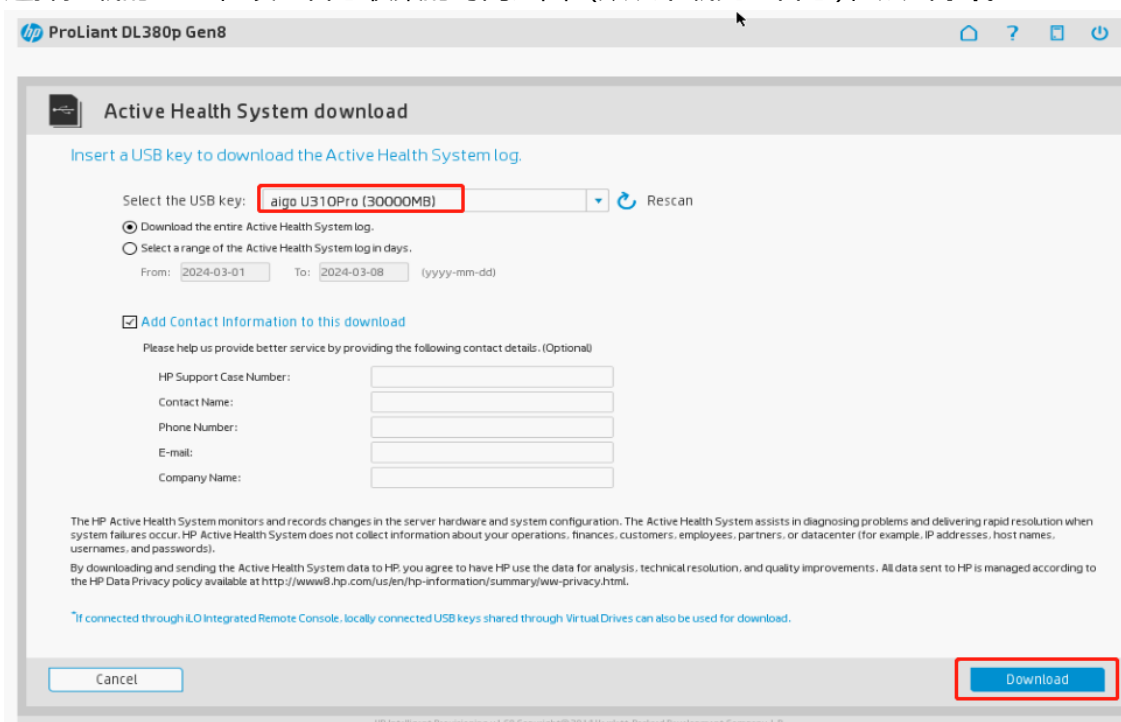 hp ProLiant DL380p Gen8
Active Health System download
Insert a USB key to download the Active Health System log.
Select the USB key: aigo U310Pro (30000MB) Rescan
Download the entire Active Health System log.
Select a range of the Active Health System log in days.
From: 2024-03-01 To: 2024-03-08 (yyyy-mm-dd)
Add Contact Information to this download
Please help us provide better service by providing the following contact details. (Optional)
HP Support Case Number:
Contact Name:
Phone Number:
E-mail:
Company Name:
The HP Active Health System monitors and records changes in the server hardware and system configuration. The Active Health System assists in diagnosing problems and delivering rapid resolution when
system failures occur. HP Active Health System does not collect information about your operations, finances, customers, employees, partners, or datacenter (for example, IP addresses, host names,
usernames, and passwords).
By downloading and sending the Active Health System data to HP, you agree to have HP use the data for analysis, technical resolution, and quality improvements. All data sent to HP is managed according to
the HP Data Privacy policy available at http://www8.hp.com/us/en/hp-information/summary/ww-privacy.html.
*If connected through iLO Integrated Remote Console, locally connected USB keys shared through Virtual Drives can also be used for download.
Cancel Download